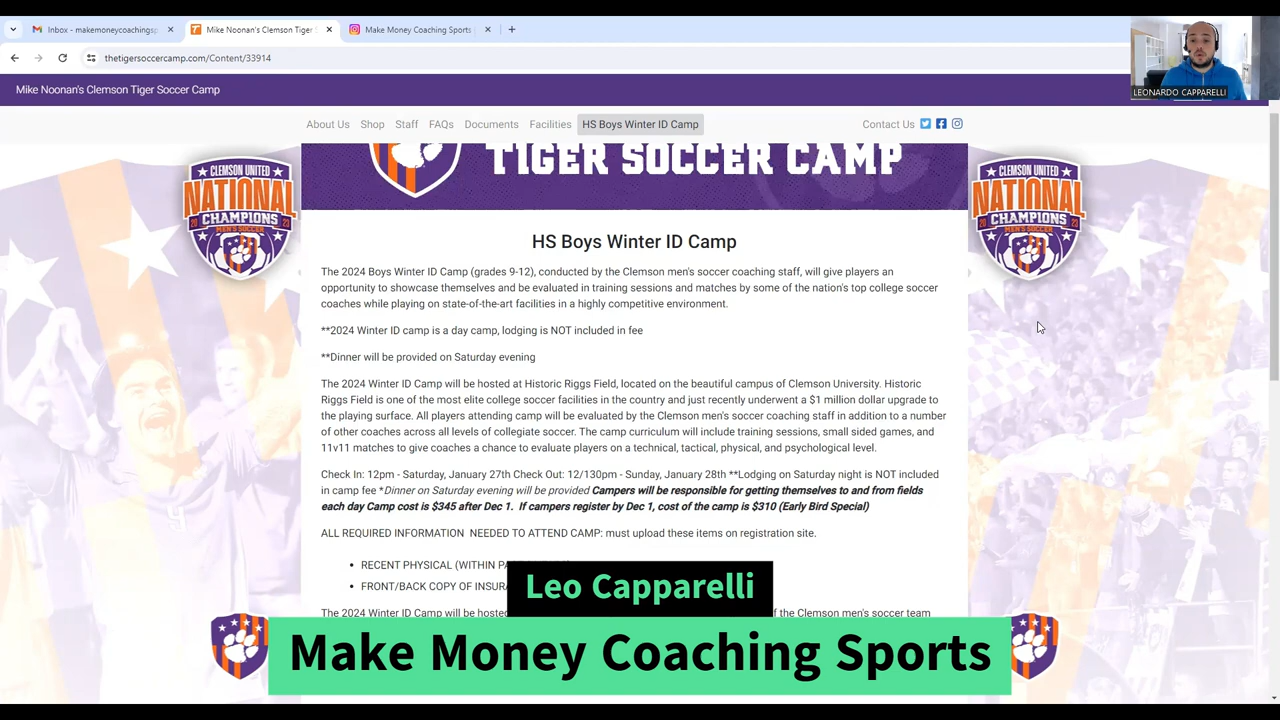 Inbox - makemoneycoachingsp
Mike Noonan's Clemson Tiger S
Make Money Coaching Sports
thetigersoccercamp.com/Content/33914
LEONARDO CAPPARELLI
Mike Noonan's Clemson Tiger Soccer Camp
About Us Shop Staff FAQs Documents Facilities HS Boys Winter ID Camp Contact Us
TIGER SOCCER CAMP
CLEMSON UNITED
NATIONAL
CHAMPIONS
20 23
MEN'S SOCCER
CLEMSON UNITED
NATIONAL
CHAMPIONS
20 23
MEN'S SOCCER
HS Boys Winter ID Camp
The 2024 Boys Winter ID Camp (grades 9-12), conducted by the Clemson men's soccer coaching staff, will give players an
opportunity to showcase themselves and be evaluated in training sessions and matches by some of the nation's top college soccer
coaches while playing on state-of-the-art facilities in a highly competitive environment.
**2024 Winter ID camp is a day camp, lodging is NOT included in fee
**Dinner will be provided on Saturday evening
The 2024 Winter ID Camp will be hosted at Historic Riggs Field, located on the beautiful campus of Clemson University. Historic
Riggs Field is one of the most elite college soccer facilities in the country and just recently underwent a $1 million dollar upgrade to
the playing surface. All players attending camp will be evaluated by the Clemson men's soccer coaching staff in addition to a number
of other coaches across all levels of collegiate soccer. The camp curriculum will include training sessions, small sided games, and
11v11 matches to give coaches a chance to evaluate players on a technical, tactical, physical, and psychological level.
Check In: 12pm - Saturday, January 27th Check Out: 12/130pm - Sunday, January 28th **Lodging on Saturday night is NOT included
in camp fee *Dinner on Saturday evening will be provided Campers will be responsible for getting themselves to and from fields
each day Camp cost is $345 after Dec 1. If campers register by Dec 1, cost of the camp is $310 (Early Bird Special)
ALL REQUIRED INFORMATION NEEDED TO ATTEND CAMP: must upload these items on registration site.
• RECENT PHYSICAL (WITHIN
• FRONT/BACK COPY OF
The 2024 Winter ID Camp will be hosted of the Clemson men's soccer team
Leo Capparelli
Make Money Coaching Sports